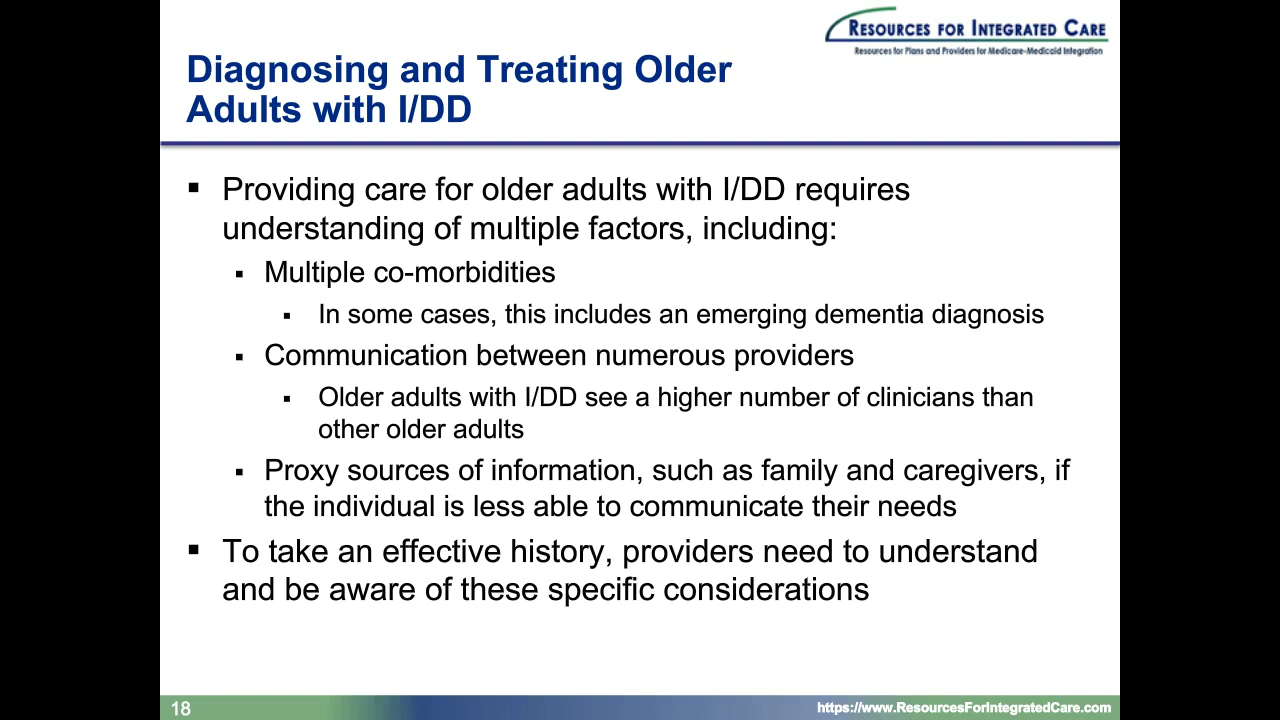 RESOURCES FOR INTEGRATED CARE
Resources for Plans and Providers for Medicare-Medicaid Integration
Diagnosing and Treating Older
Adults with I/DD
▪ Providing care for older adults with I/DD requires
understanding of multiple factors, including:
▪ Multiple co-morbidities
▪ In some cases, this includes an emerging dementia diagnosis
▪ Communication between numerous providers
▪ Older adults with I/DD see a higher number of clinicians than
other older adults
▪ Proxy sources of information, such as family and caregivers, if
the individual is less able to communicate their needs
▪ To take an effective history, providers need to understand
and be aware of these specific considerations
18
https://www.ResourcesForIntegratedCare.com